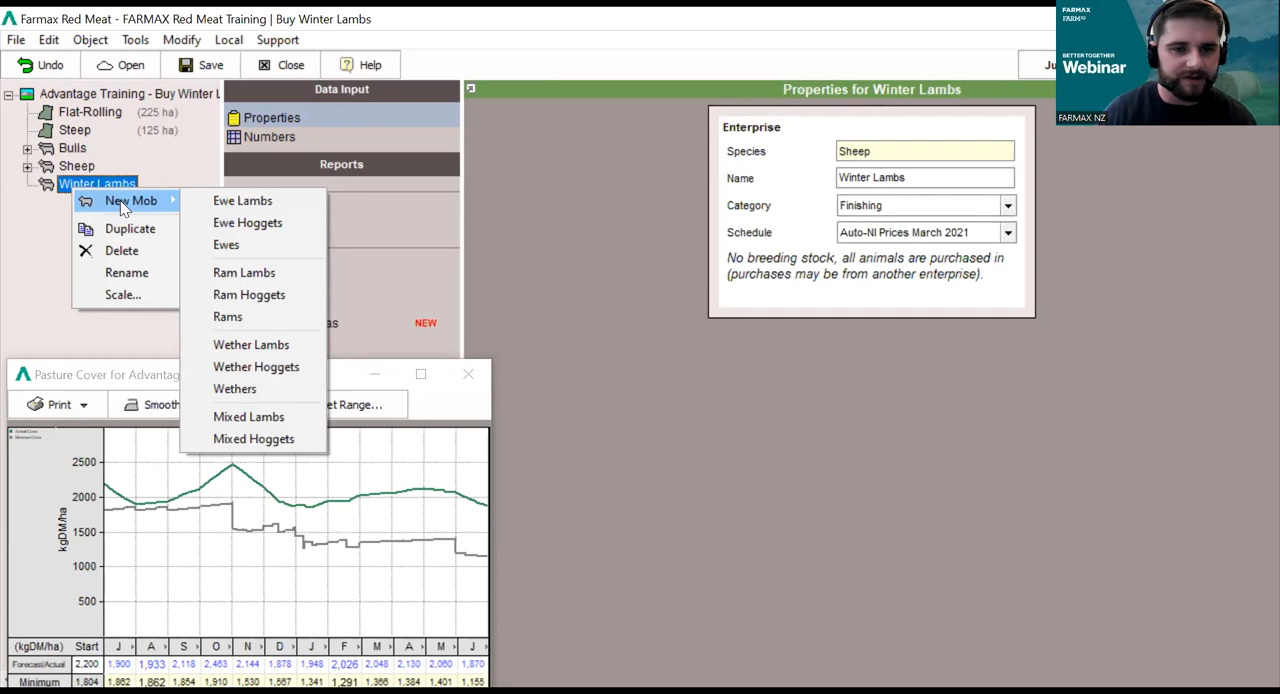 Farmax Red Meat - FARMAX Red Meat Training | Buy Winter Lambs
File Edit Object Tools Modify Local Support
Undo Open Save Close Help
Advantage Training - Buy Winter L
Flat-Rolling (225 ha)
Steep (125 ha)
Bulls
Sheep
Winter Lambs
New Mob
Duplicate
Delete
Rename
Scale...
Ewe Lambs
Ewe Hoggets
Ewes
Ram Lambs
Ram Hoggets
Rams
Wether Lambs
Wether Hoggets
Wethers
Mixed Lambs
Mixed Hoggets
Data Input
Properties
Numbers
Reports
NEW
Properties for Winter Lambs
Enterprise
Species Sheep
Name Winter Lambs
Category Finishing
Schedule Auto-NI Prices March 2021
No breeding stock, all animals are purchased in
(purchases may be from another enterprise).
FARMAX
FARMIQ
BETTER TOGETHER
Webinar
FARMAX NZ
Pasture Cover for Advanta
Print Smooth et Range...
2500
2000
1500
1000
500
kgDM/ha
(kgDM/ha) Start J A S O N D J F M A M J
Forecast/Actual 2,200 1,900 1,933 2,118 2,463 2,144 1,878 1,948 2,026 2,048 2,130 2,060 1,870
Minimum 1,804 1,862 1,862 1,854 1,910 1,530 1,567 1,341 1,291 1,366 1,384 1,401 1,155